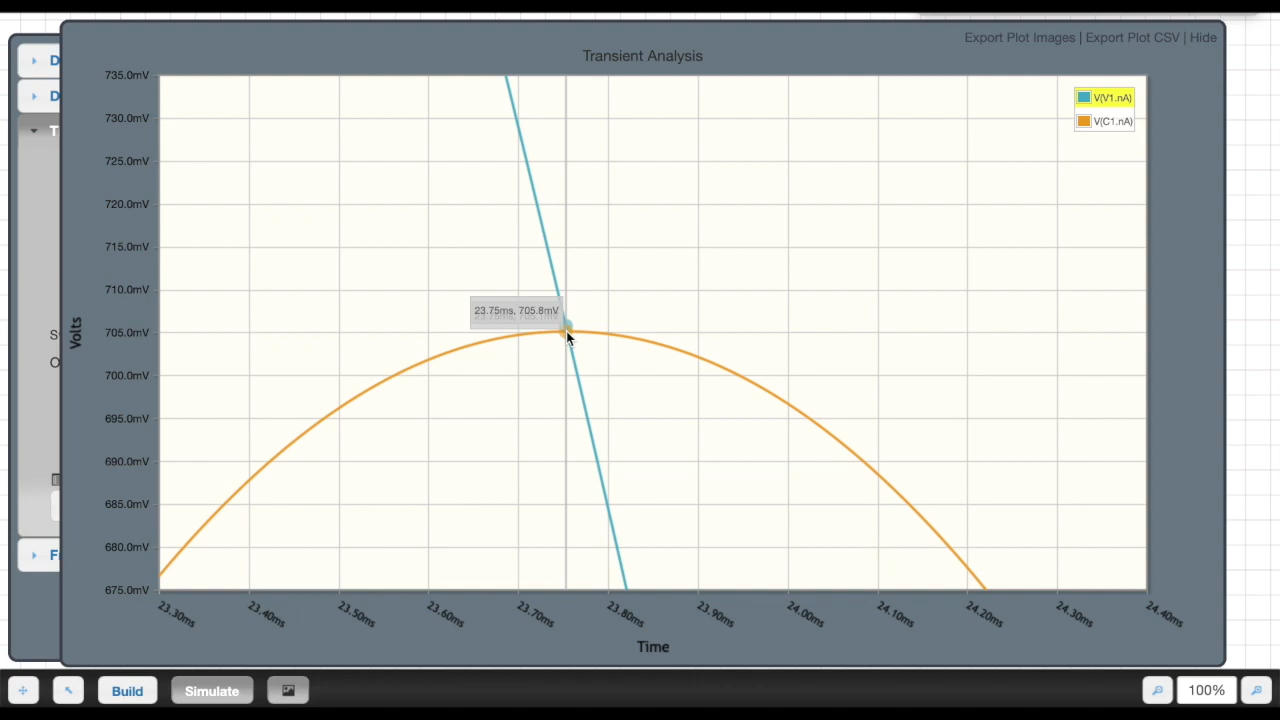 Export Plot Images | Export Plot CSV | Hide
Transient Analysis
735.0mV
730.0mV
725.0mV
720.0mV
715.0mV
710.0mV
705.0mV
700.0mV
695.0mV
690.0mV
685.0mV
680.0mV
675.0mV
Volts
V(V1.nA)
V(C1.nA)
23.75ms, 705.8mV
23.30ms
23.40ms
23.50ms
23.60ms
23.70ms
23.80ms
23.90ms
24.00ms
24.10ms
24.20ms
24.30ms
24.40ms
Time
D
D
T
S
O
F
Build
Simulate
100%